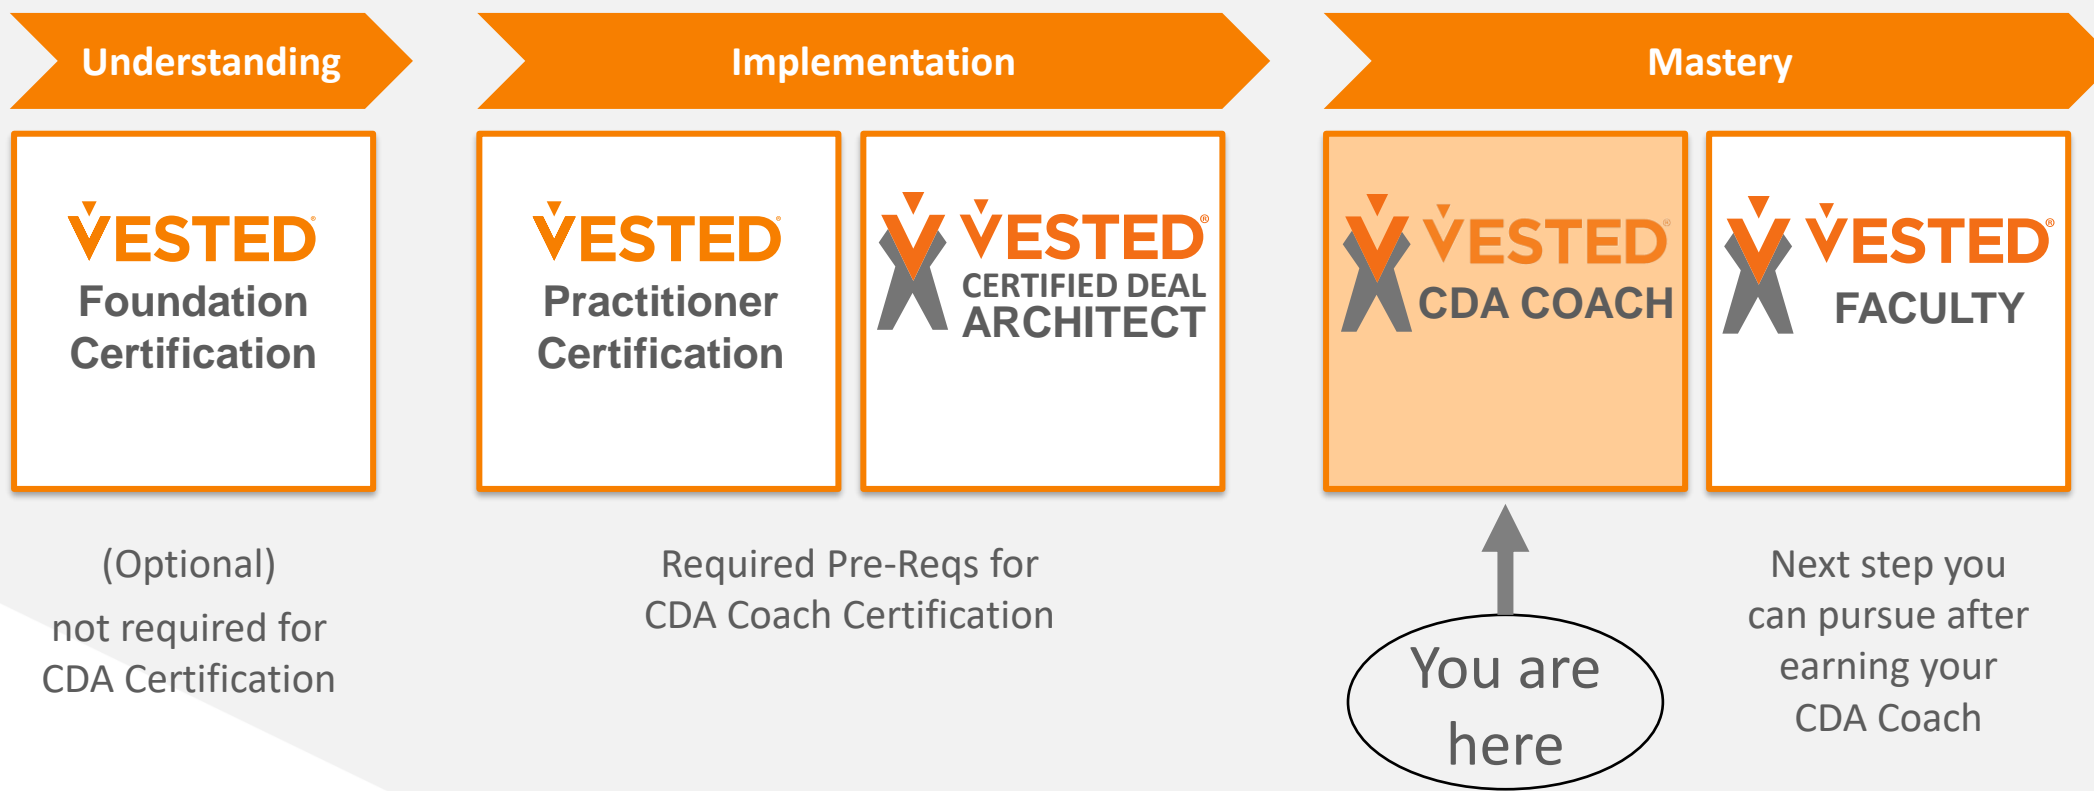 Understanding
Implementation
Mastery
VESTED®
Foundation
Certification
VESTED®
Practitioner
Certification
VESTED®
CERTIFIED DEAL
ARCHITECT
VESTED®
CDA COACH
VESTED®
FACULTY
(Optional)
not required for
CDA Certification
Required Pre-Reqs for
CDA Coach Certification
You are
here
Next step you
can pursue after
earning your
CDA Coach